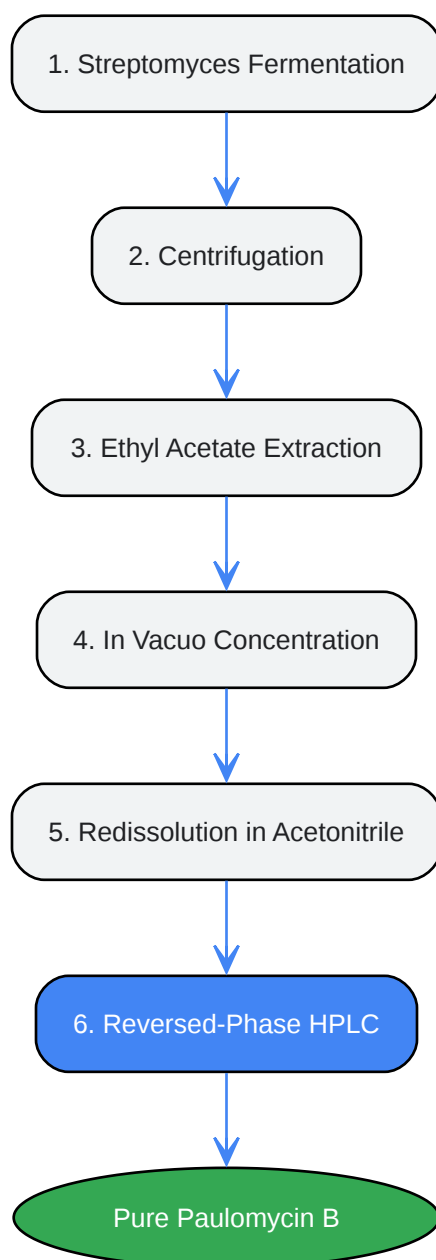 1. Streptomyces Fermentation
2. Centrifugation
3. Ethyl Acetate Extraction
4. In Vacuo Concentration
5. Redissolution in Acetonitrile
6. Reversed-Phase HPLC
Pure Paulomycin B